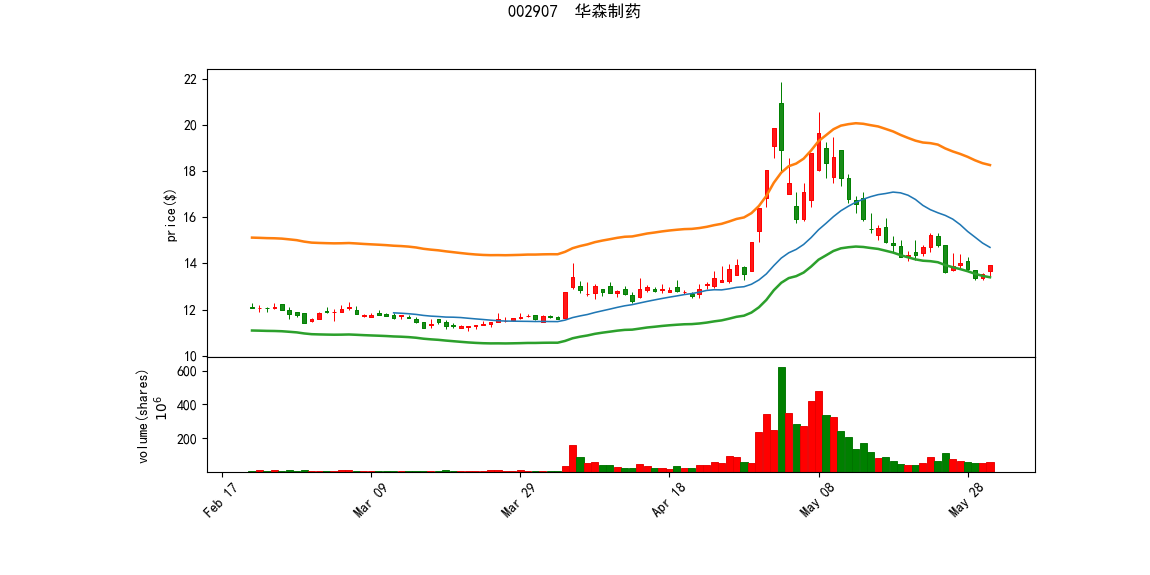 002907 华森制药
22
20
18
16
14
12
10
price($)
600
400
200
volume(shares)
10^6
Feb 17
Mar 09
Mar 29
Apr 18
May 08
May 28